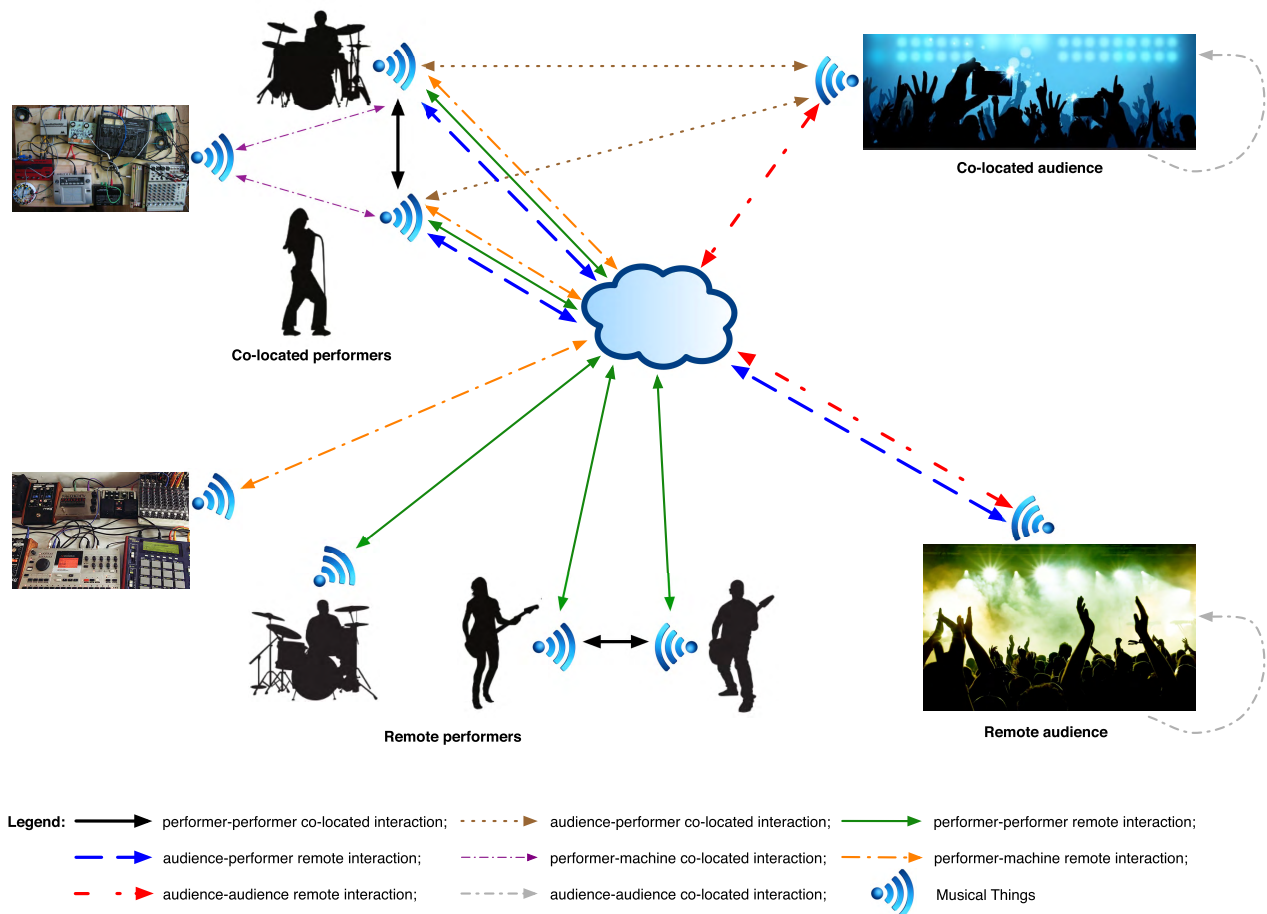 Co-located audience
Co-located performers
Remote performers
Remote audience
Legend: performer-performer co-located interaction; audience-performer co-located interaction; performer-performer remote interaction;
audience-performer remote interaction; performer-machine co-located interaction; performer-machine remote interaction;
audience-audience remote interaction; audience-audience co-located interaction; Musical Things